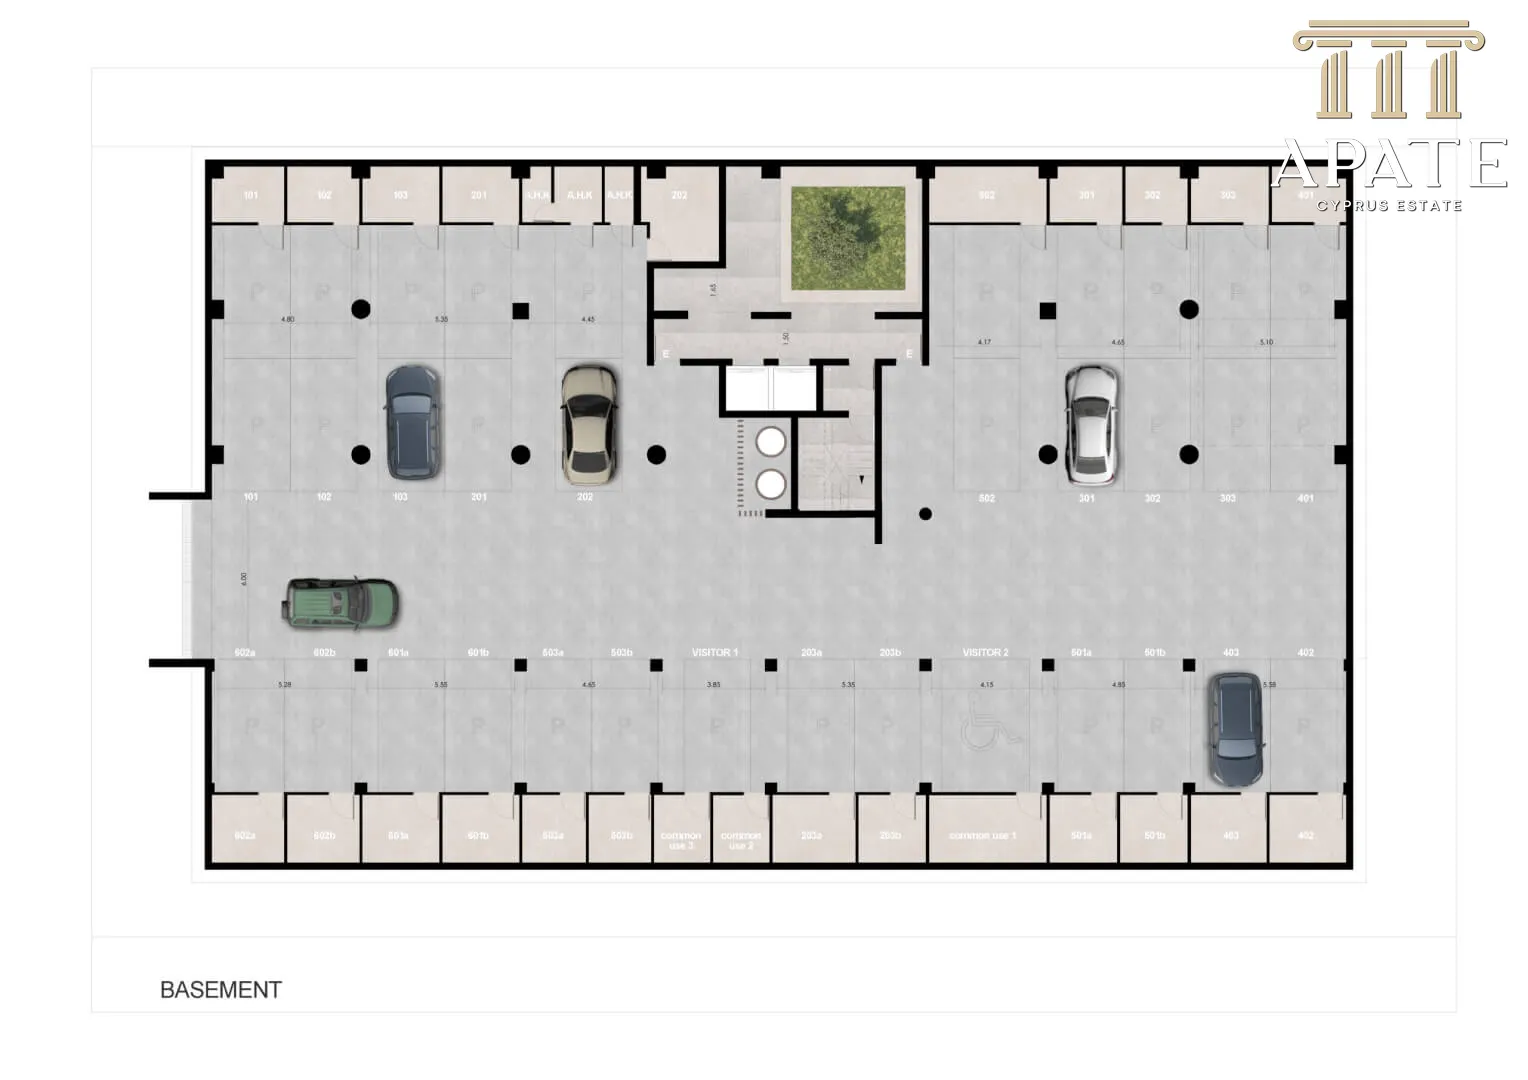 APATE
CYPRUS ESTATE
101
102
103
201
A.H.K
A.H.K
A.H.K
202
502
301
302
303
401
P
P
P
P
P
P
P
P
P
P
1.65
4.80
5.35
4.45
1.50
4.17
4.65
5.10
E
E
P
P
P
P
P
P
P
101
102
103
201
202
502
301
302
303
401
6.00
602a
602b
601a
601b
503a
503b
VISITOR 1
203a
203b
VISITOR 2
501a
501b
403
402
5.28
5.55
4.65
3.85
5.35
4.15
4.85
5.58
P
P
P
P
P
P
P
P
P
P
P
602a
602b
601a
601b
503a
503b
common
use 3
common
use 2
203a
203b
common use 1
501a
501b
403
402
BASEMENT